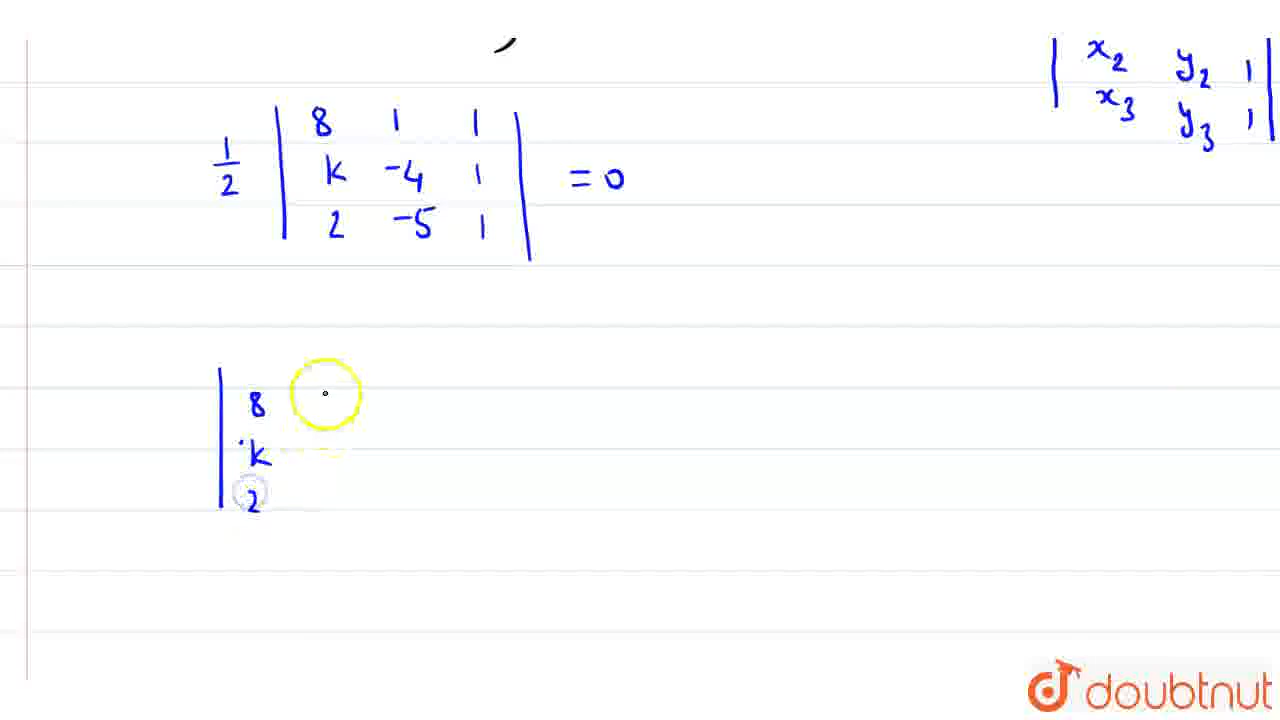 x₂ y₂ 1
x₃ y₃ 1
1/2 | 8 1 1 |
| k -4 1 | = 0
| 2 -5 1 |
| 8
k
2
doubtnut